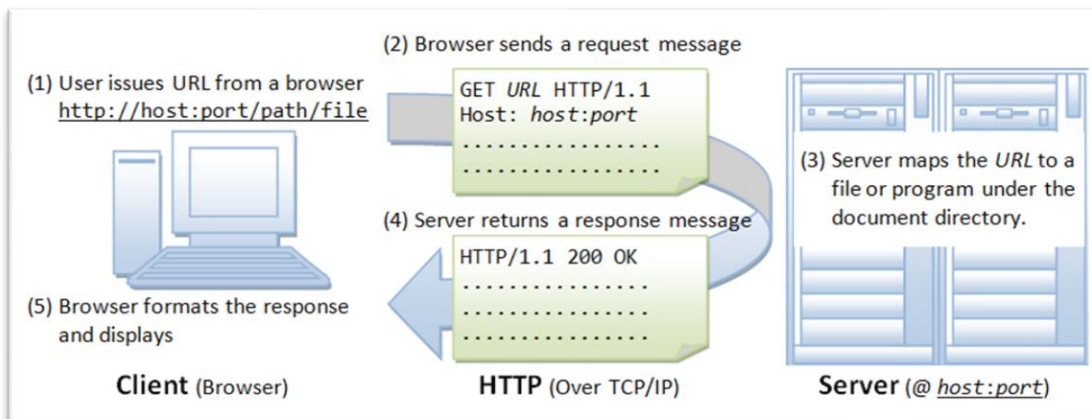 (1) User issues URL from a browser
http://host:port/path/file
(2) Browser sends a request message
GET URL HTTP/1.1
Host: host:port
.................
.................
(3) Server maps the URL to a
file or program under the
document directory.
(4) Server returns a response message
HTTP/1.1 200 OK
................
................
................
(5) Browser formats the response
and displays
Client (Browser)
HTTP (Over TCP/IP)
Server (@ host:port)